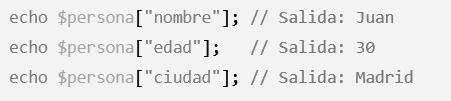 echo $persona["nombre"]; // Salida: Juan
echo $persona["edad"];   // Salida: 30
echo $persona["ciudad"]; // Salida: Madrid